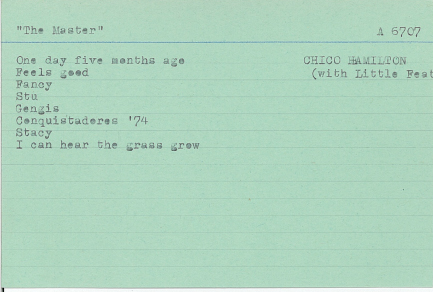 "The Master" A 6707
One day five months ago CHICO HAMILTON
Feels good (with Little Feat
Fancy
Stu
Gengis
Conquistadores '74
Stacy
I can hear the grass grow